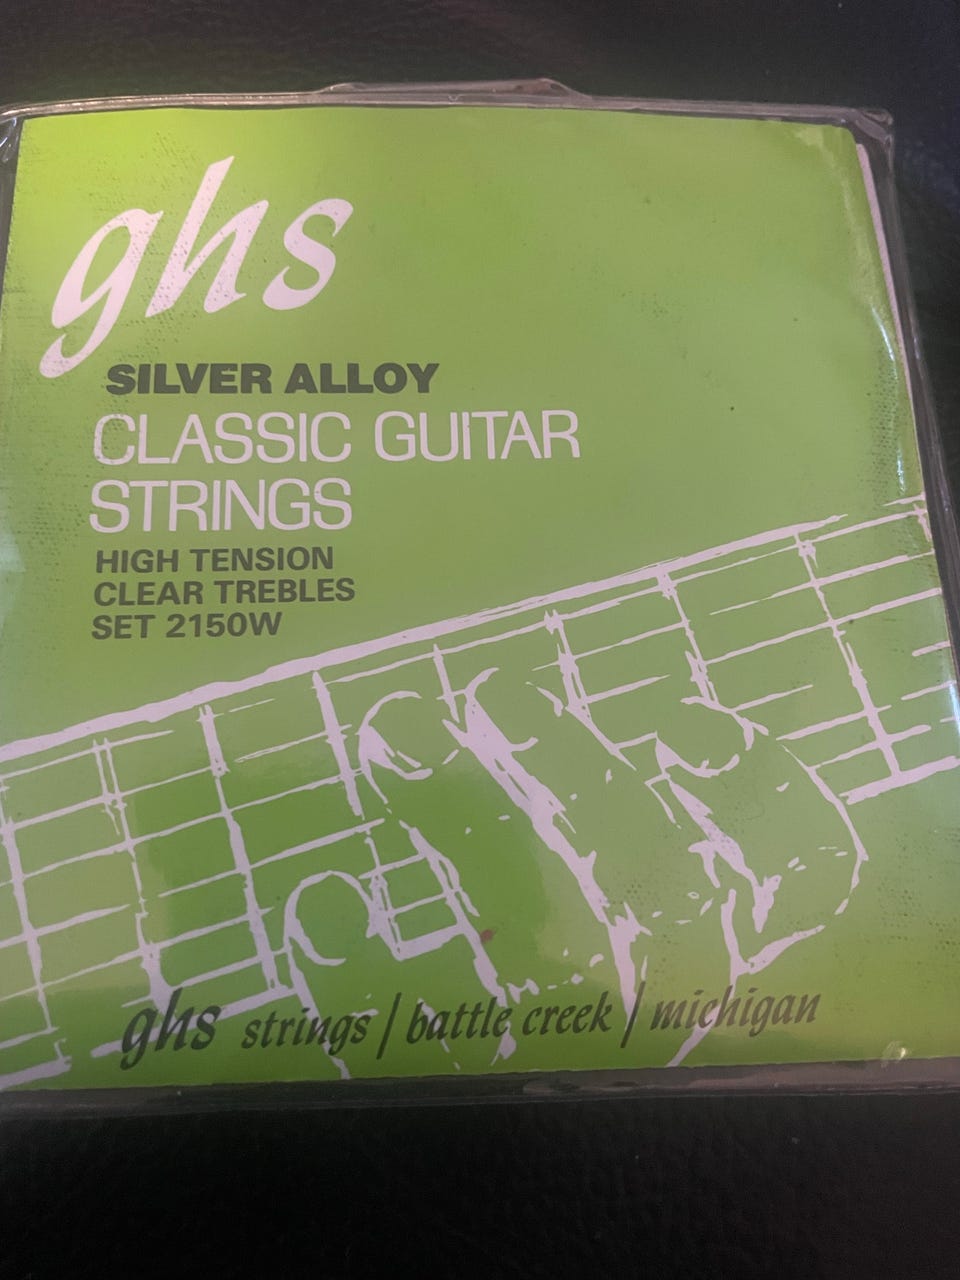 ghs
SILVER ALLOY
CLASSIC GUITAR
STRINGS
HIGH TENSION
CLEAR TREBLES
SET 2150W
ghs strings / battle creek / michigan